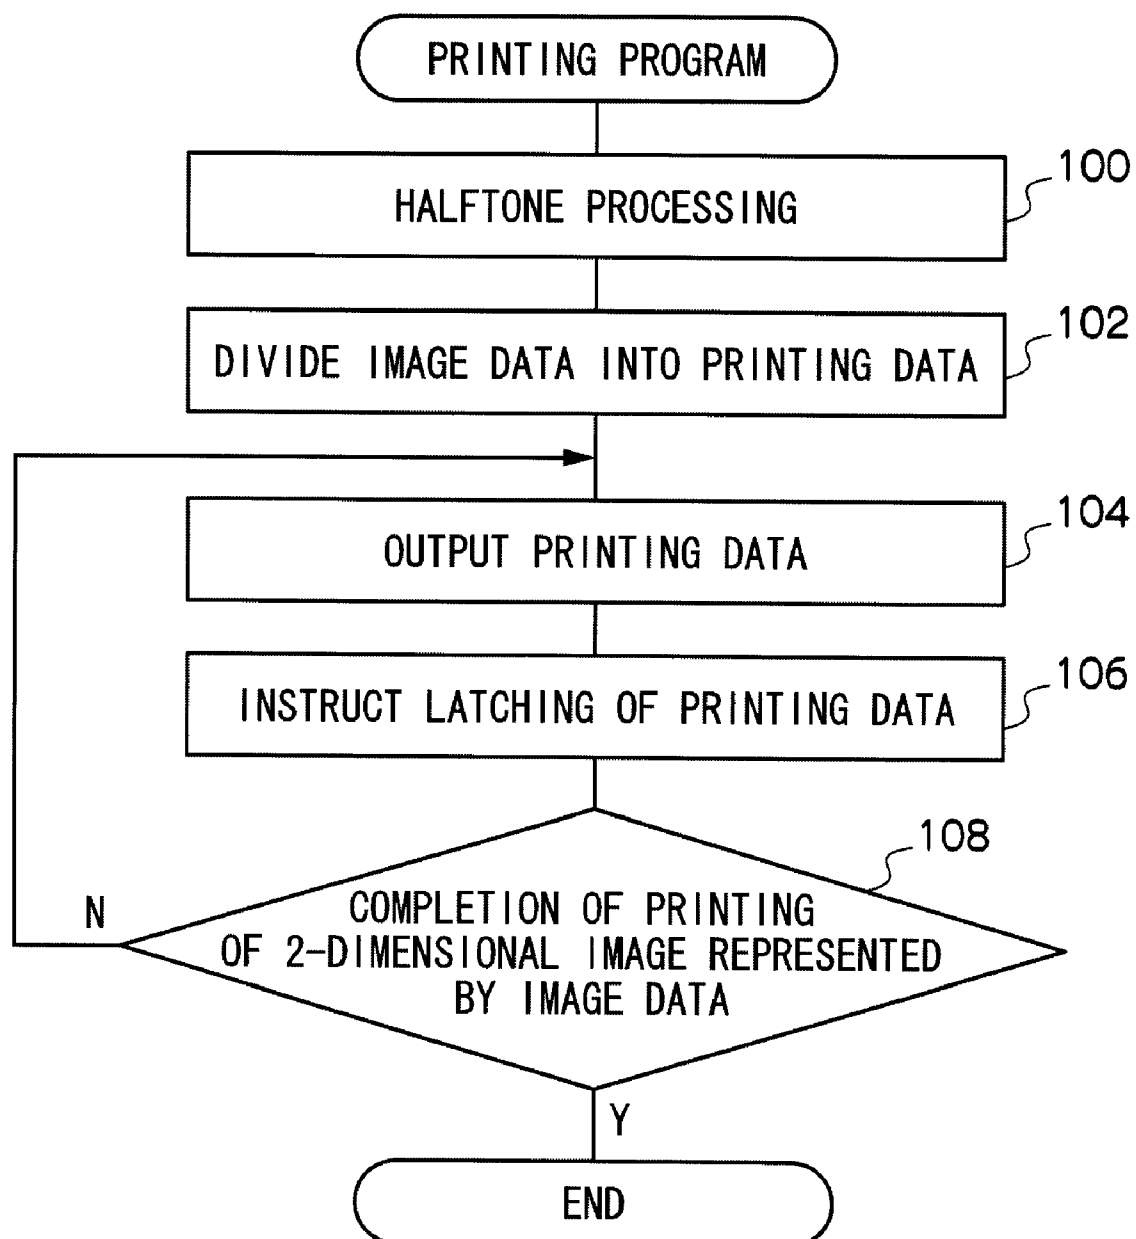 PRINTING PROGRAM
100
HALFTONE PROCESSING
102
DIVIDE IMAGE DATA INTO PRINTING DATA
104
OUTPUT PRINTING DATA
106
INSTRUCT LATCHING OF PRINTING DATA
108
N
COMPLETION OF PRINTING
OF 2-DIMENSIONAL IMAGE REPRESENTED
BY IMAGE DATA
Y
END